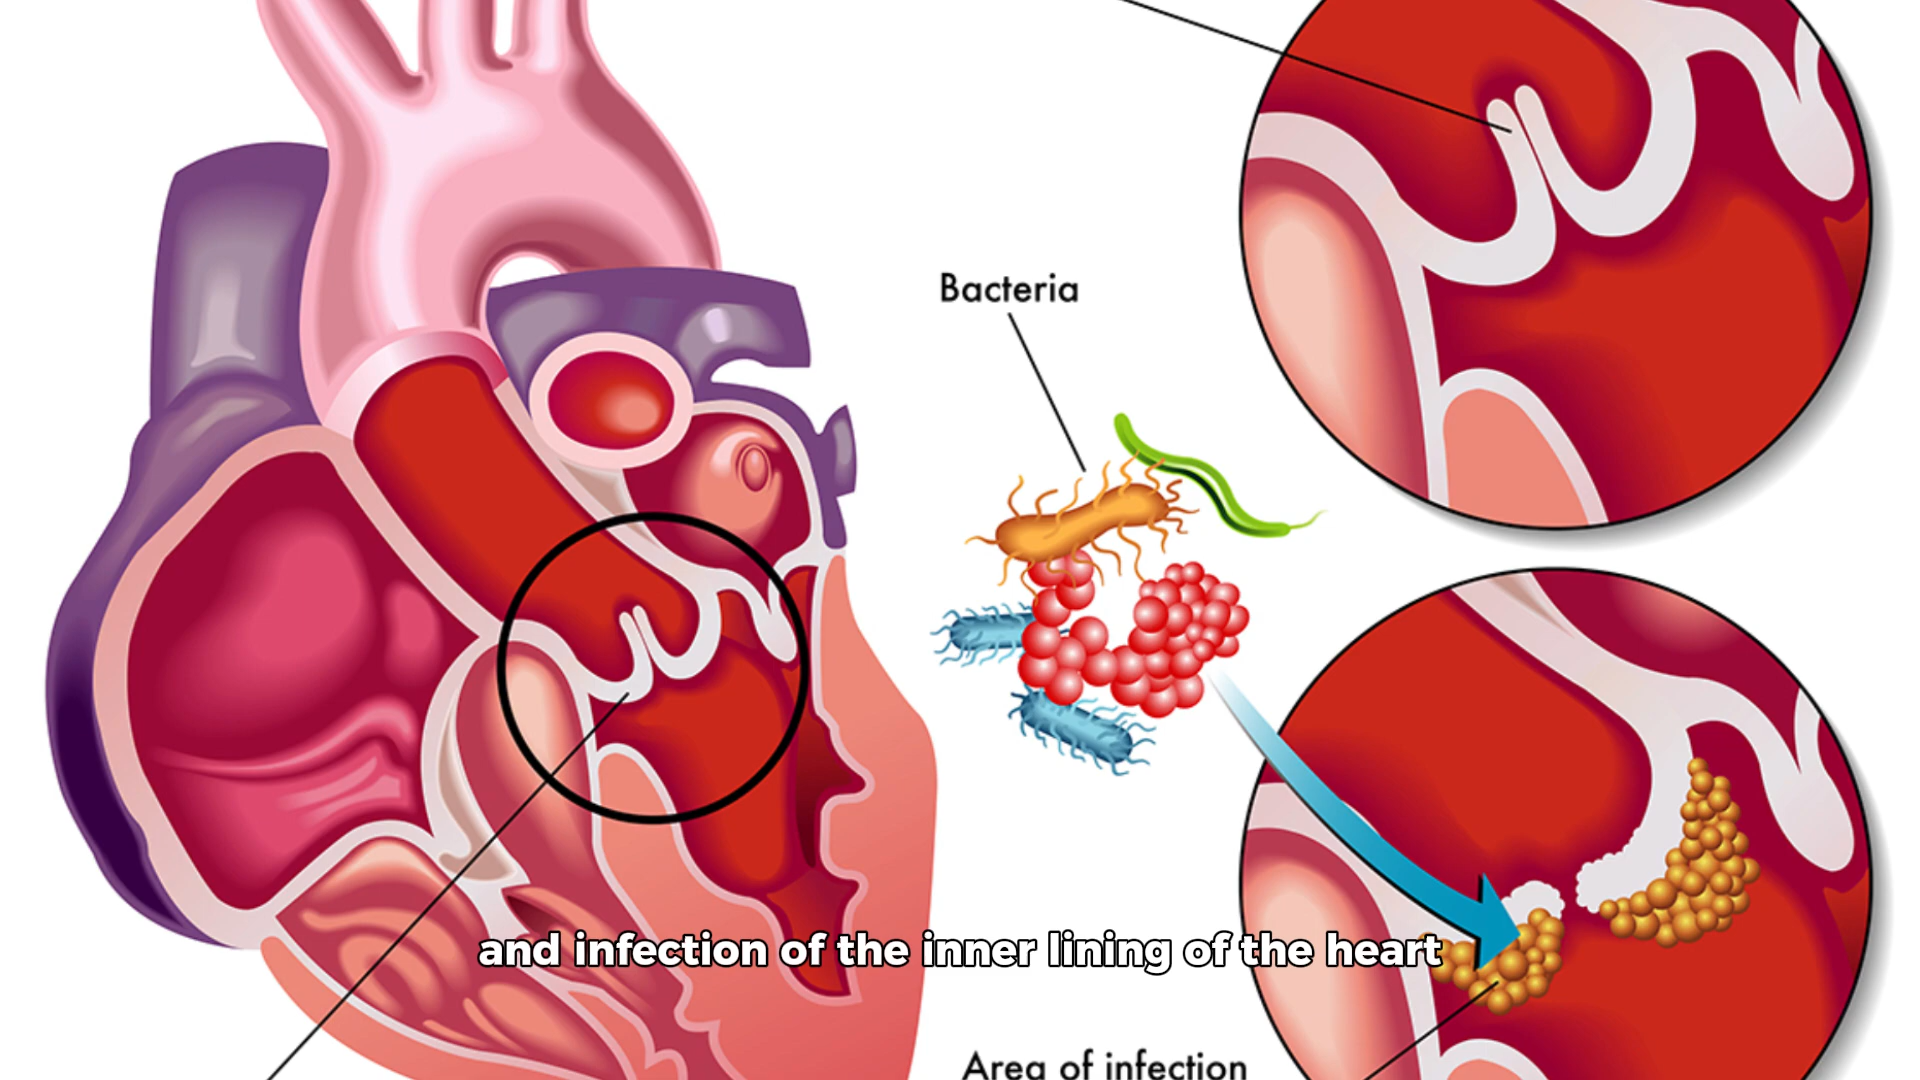 Bacteria
and infection of the inner lining of the heart
Area of infection